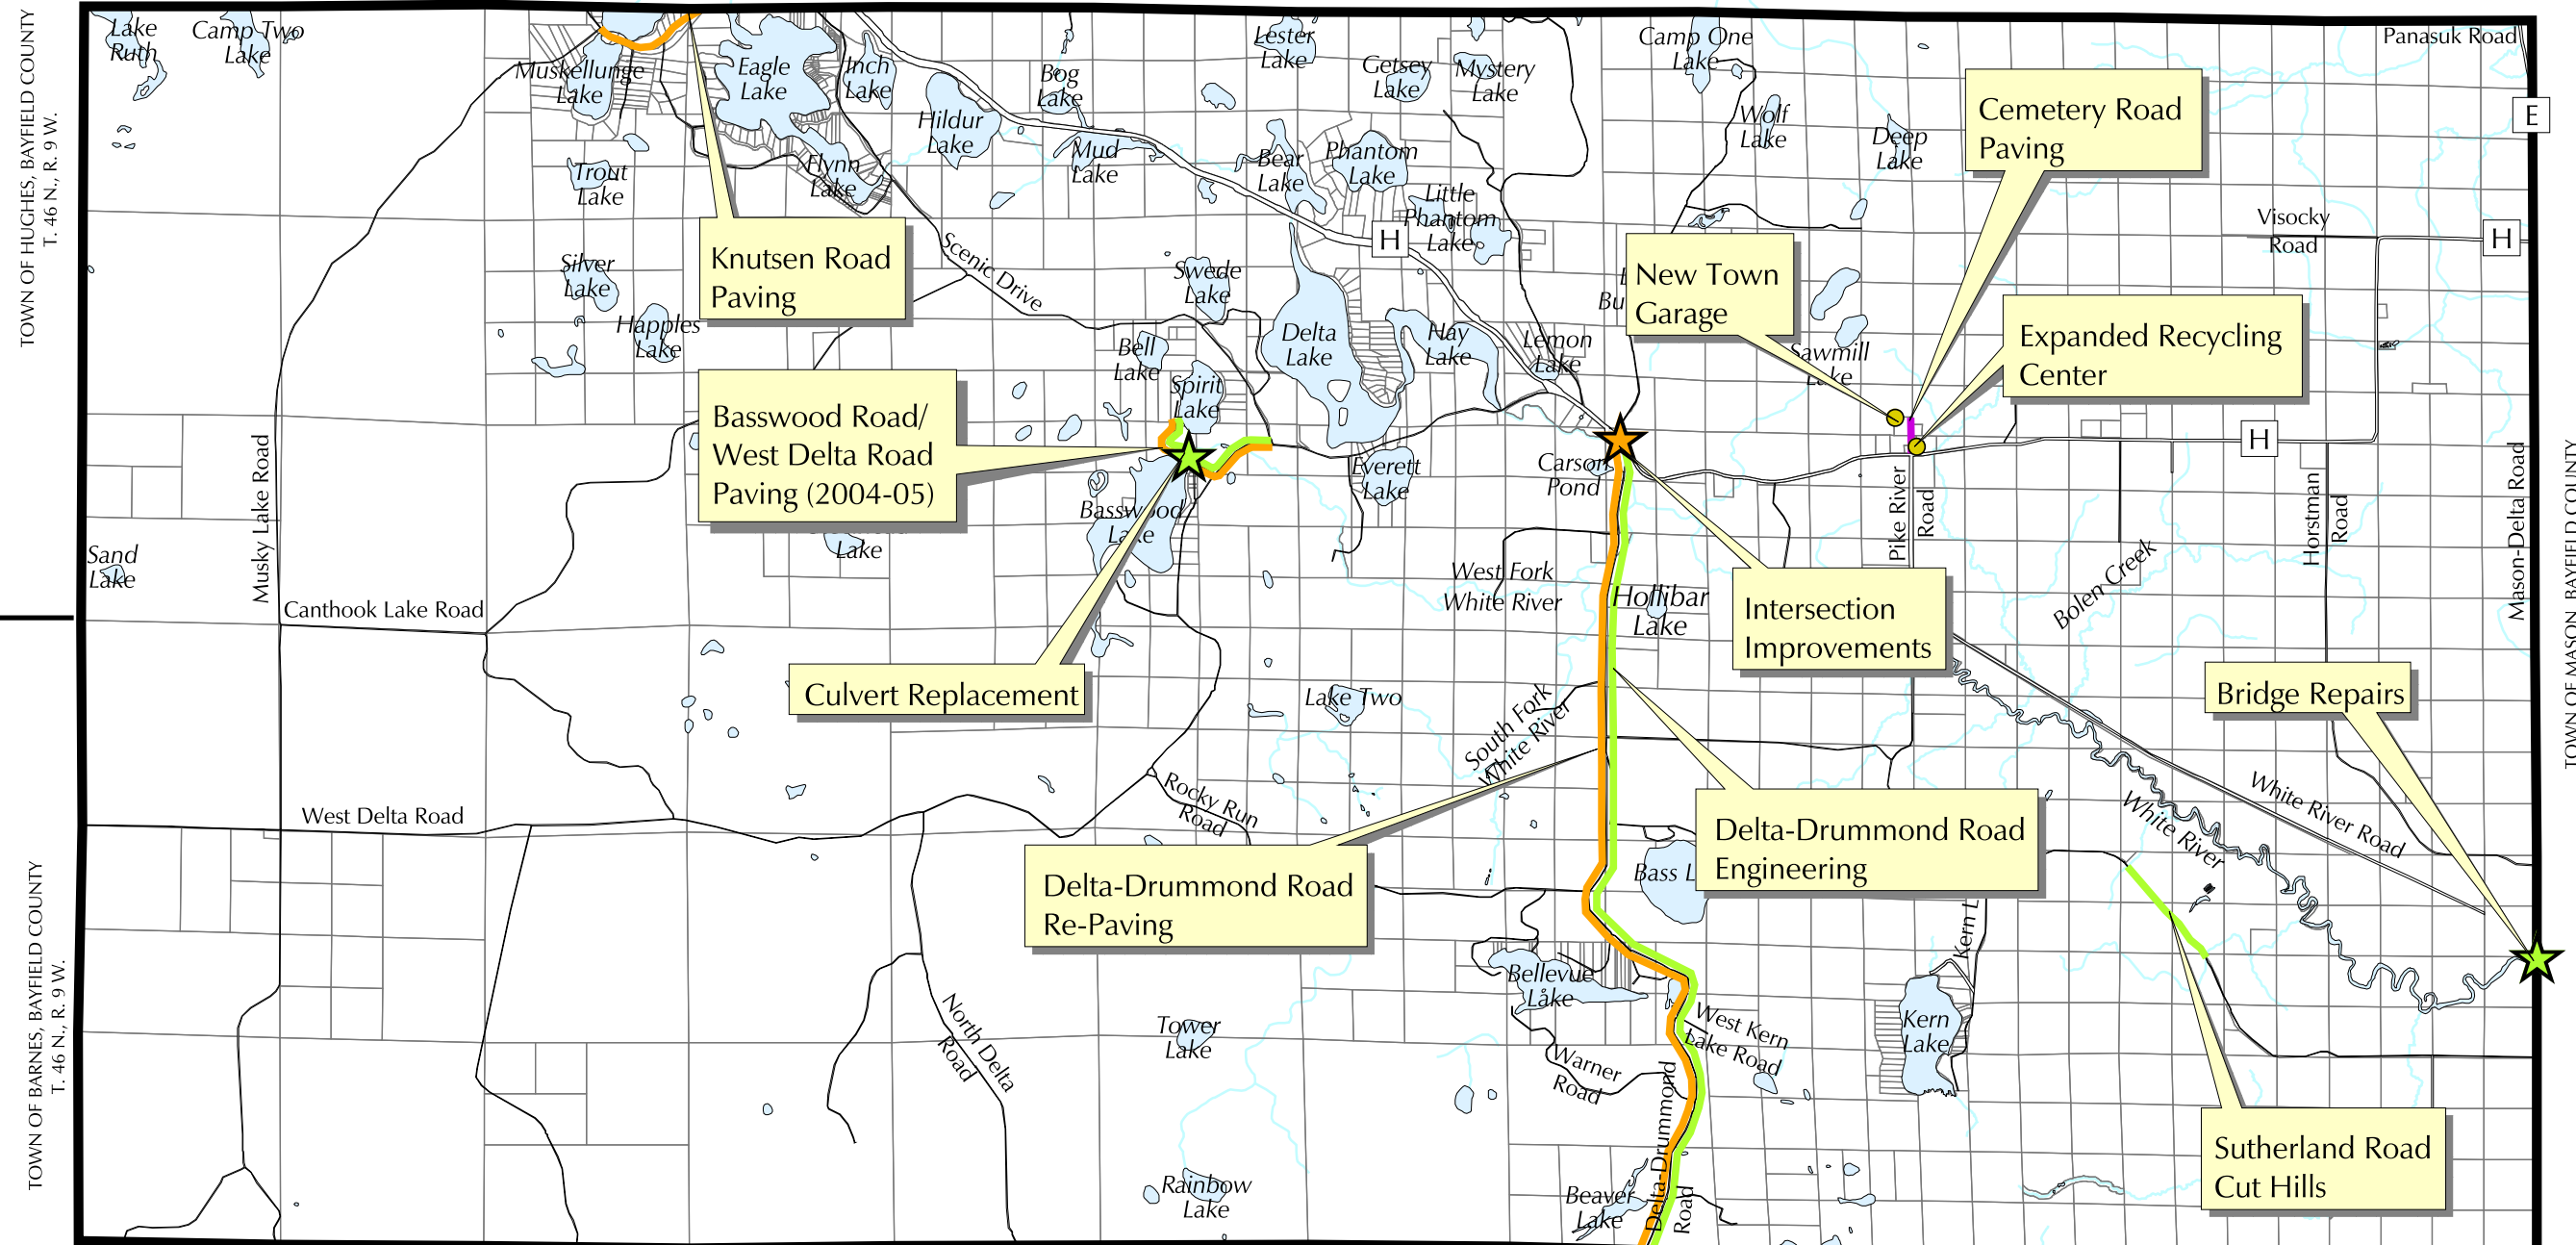 TOWN OF HUGHES, BAYFIELD COUNTY
T. 46 N., R. 9 W.
TOWN OF BARNES, BAYFIELD COUNTY
T. 46 N., R. 9 W.
Lake
Ruth
Camp Two
Lake
Muskellunge
Lake
Eagle
Lake
Inch
Lake
Hildur
Lake
Bog
Lake
Mud
Lake
Lester
Lake
Getsey
Lake
Mystery
Lake
Camp One
Lake
Wolf
Lake
Deep
Lake
Panasuk Road
E
Cemetery Road
Paving
Trout
Lake
Flynn
Lake
Bear
Lake
Phantom
Lake
Little
Phantom
Lake
H
Visocky
Road
H
Knutsen Road
Paving
Scenic Drive
Silver
Lake
Happles
Lake
Swede
Lake
New Town
Garage
Expanded Recycling
Center
Bell
Lake
Spirit
Lake
Delta
Lake
Hay
Lake
Lemon
Lake
Bu
Sawmill
Lake
Basswood Road/
West Delta Road
Paving (2004-05)
H
Musky Lake Road
Carson
Pond
Everett
Lake
Basswood
Lake
Lake
Pike River
Road
Horstman
Road
Mason-Delta Road
TOWN OF MASON, BAYFIELD COUNTY
Sand
Lake
Canthook Lake Road
West Fork
White River
Hollibar
Lake
Intersection
Improvements
Bolen Creek
Culvert Replacement
Lake Two
South Fork
White River
Bridge Repairs
West Delta Road
Rocky Run
Road
White River
White River Road
Delta-Drummond Road
Re-Paving
Delta-Drummond Road
Engineering
Bass L
Kern L
Bellevue
Lake
North Delta
Road
Tower
Lake
West Kern
Lake Road
Warner
Road
Kern
Lake
Delta-Drummond
Road
Rainbow
Lake
Beaver
Lake
Sutherland Road
Cut Hills